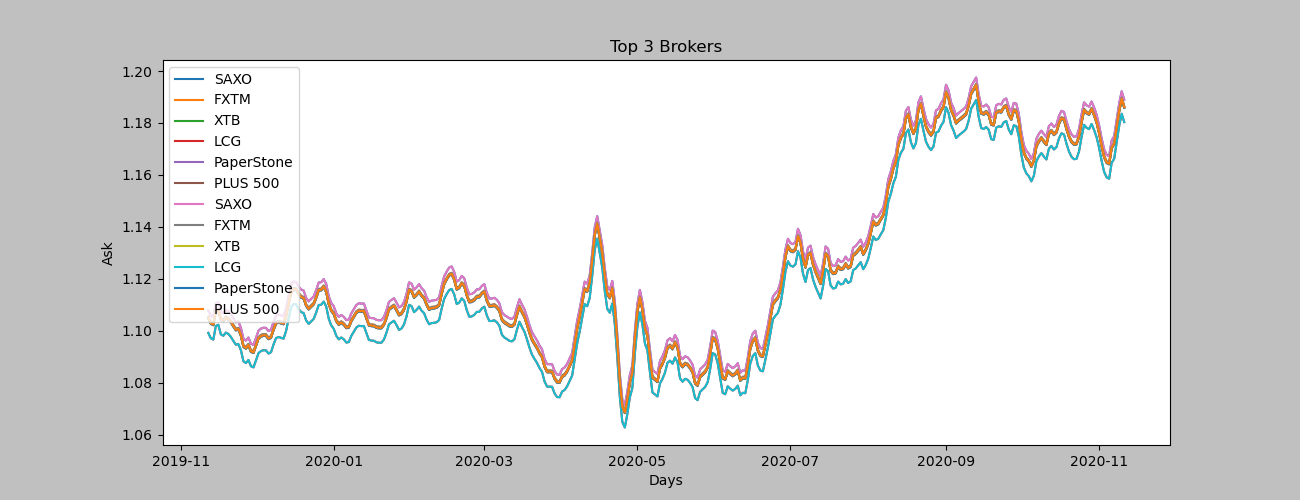 Top 3 Brokers
Ask
1.20
1.18
1.16
1.14
1.12
1.10
1.08
1.06
SAXO
FXTM
XTB
LCG
PaperStone
PLUS 500
SAXO
FXTM
XTB
LCG
PaperStone
PLUS 500
2019-11 2020-01 2020-03 2020-05 2020-07 2020-09 2020-11
Days